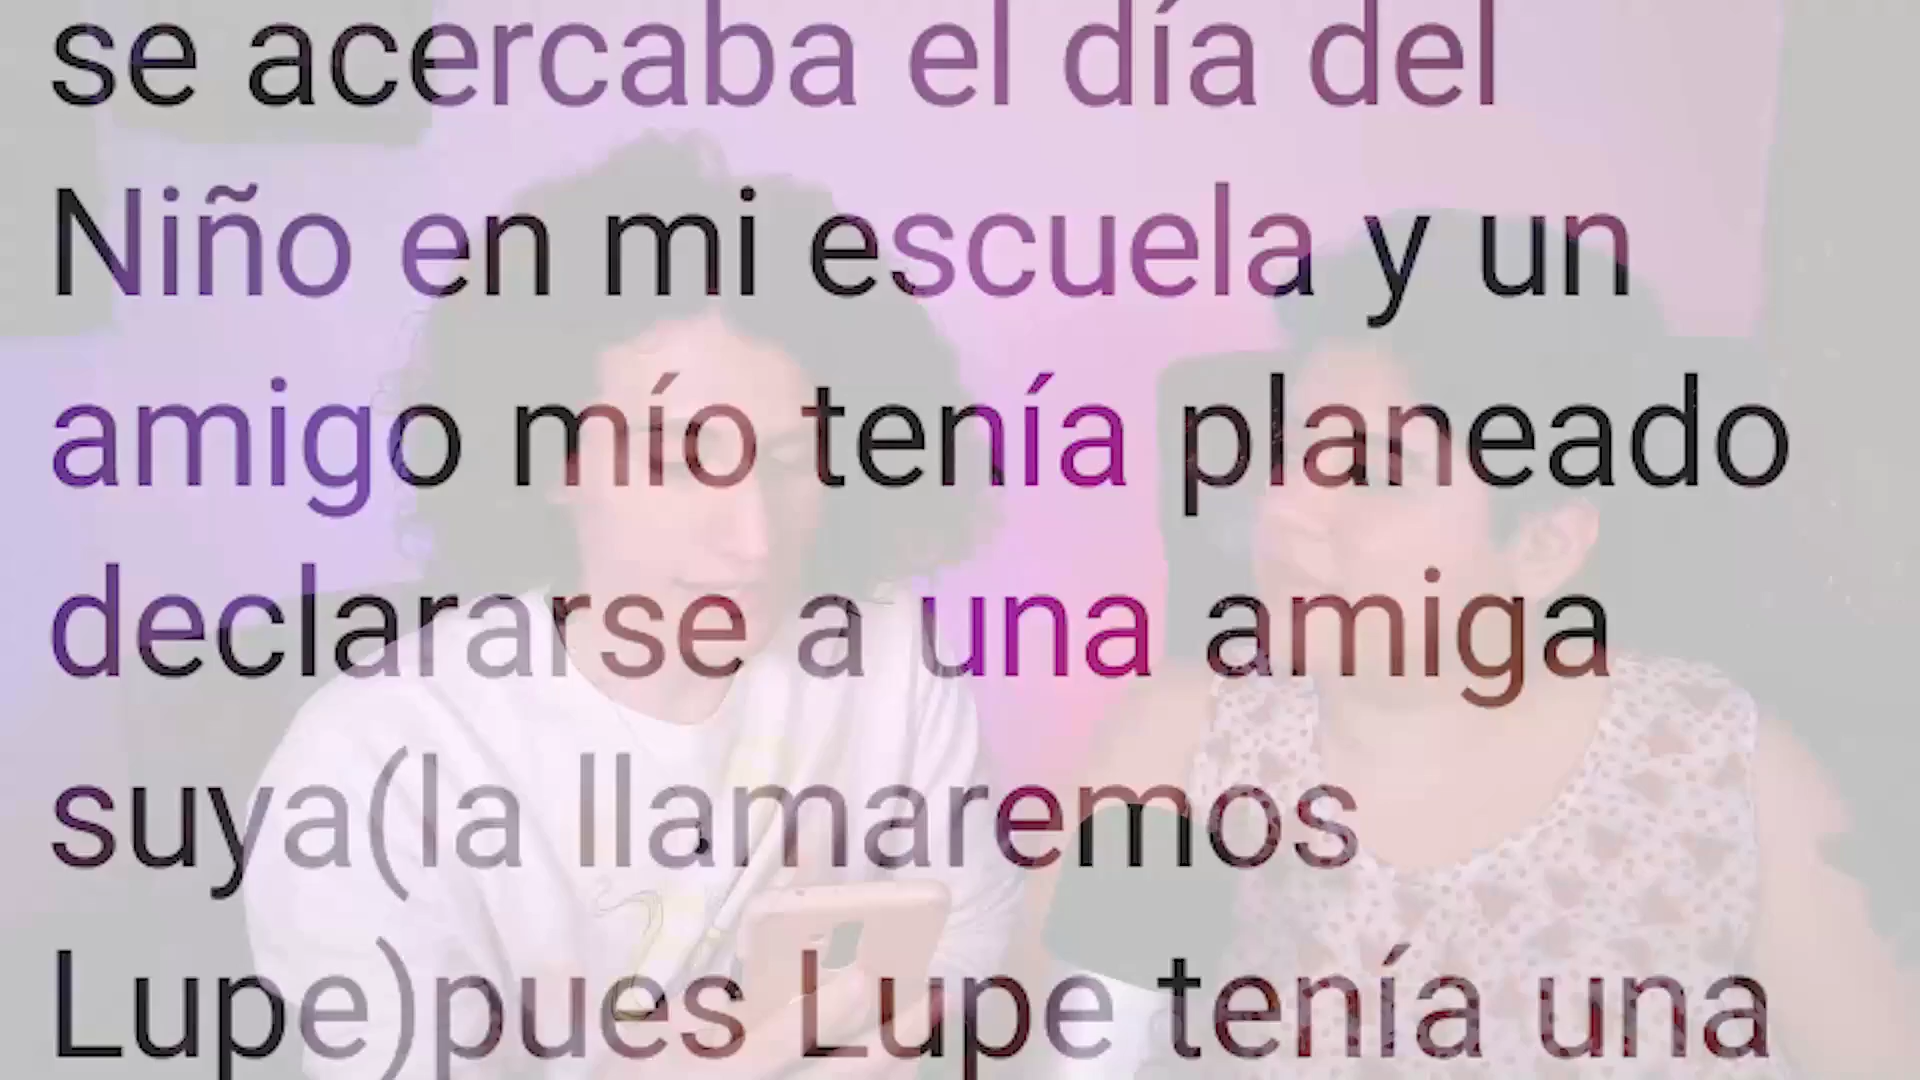 se acercaba el día del
Niño en mi escuela y un
amigo mío tenía planeado
declararse a una amiga
suya(la llamaremos
Lupe)pues Lupe tenía una